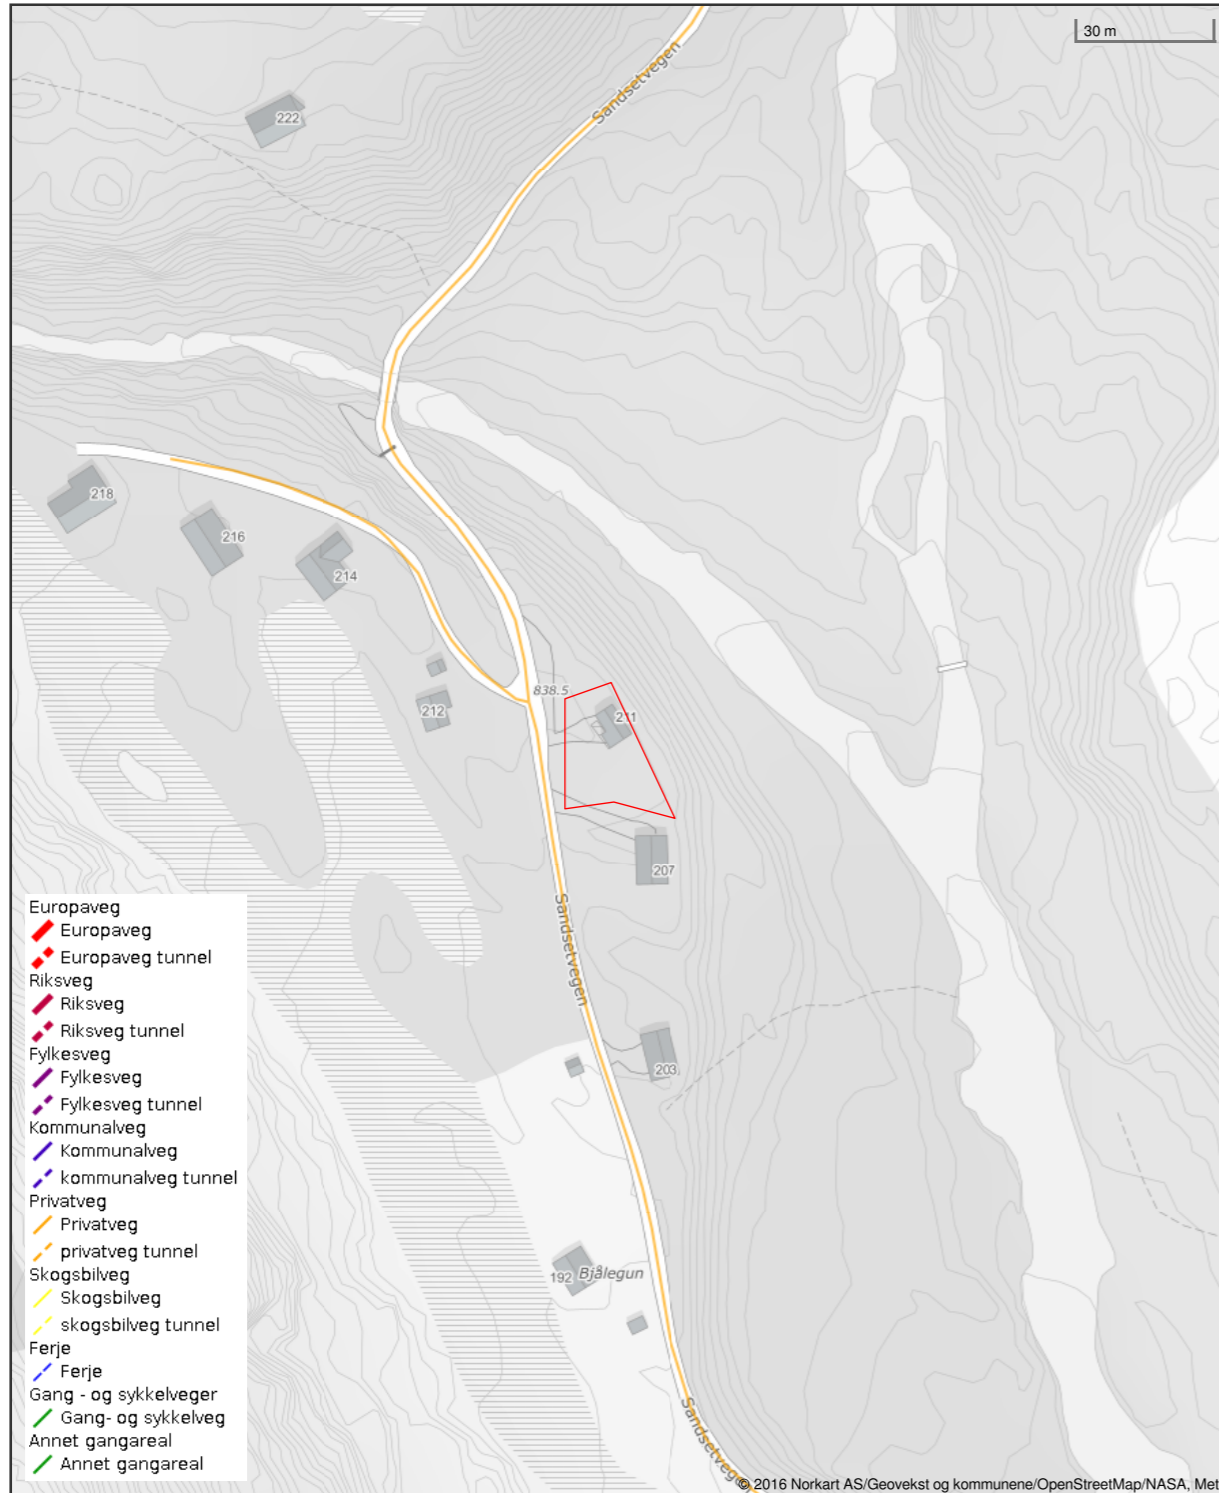 30 m
Sandsetvegen
222
218
216
214
838.5
212
211
207
Sandsetvegen
203
192 Bjålegun
Sandsetvegen
Europaveg
Europaveg
Europaveg tunnel
Riksveg
Riksveg
Riksveg tunnel
Fylkesveg
Fylkesveg
Fylkesveg tunnel
Kommunalveg
Kommunalveg
kommunalveg tunnel
Privatveg
Privatveg
privatveg tunnel
Skogsbilveg
Skogsbilveg
skogsbilveg tunnel
Ferje
Ferje
Gang - og sykkelveger
Gang- og sykkelveg
Annet gangareal
Annet gangareal
© 2016 Norkart AS/Geovekst og kommunene/OpenStreetMap/NASA, Met